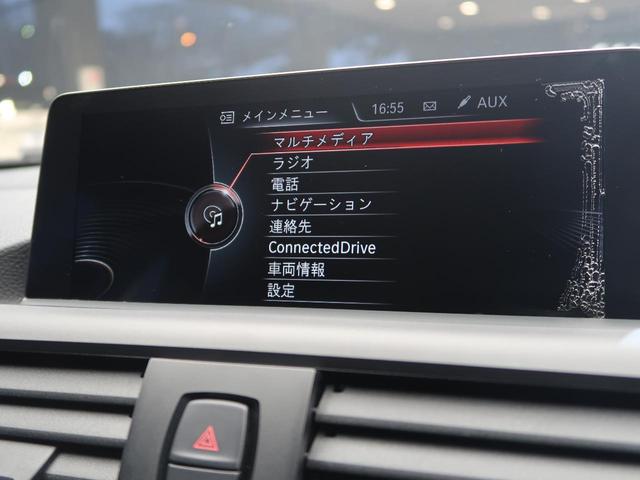 メインメニュー 16:55 AUX
マルチメディア
ラジオ
電話
ナビゲーション
連絡先
ConnectedDrive
車両情報
設定